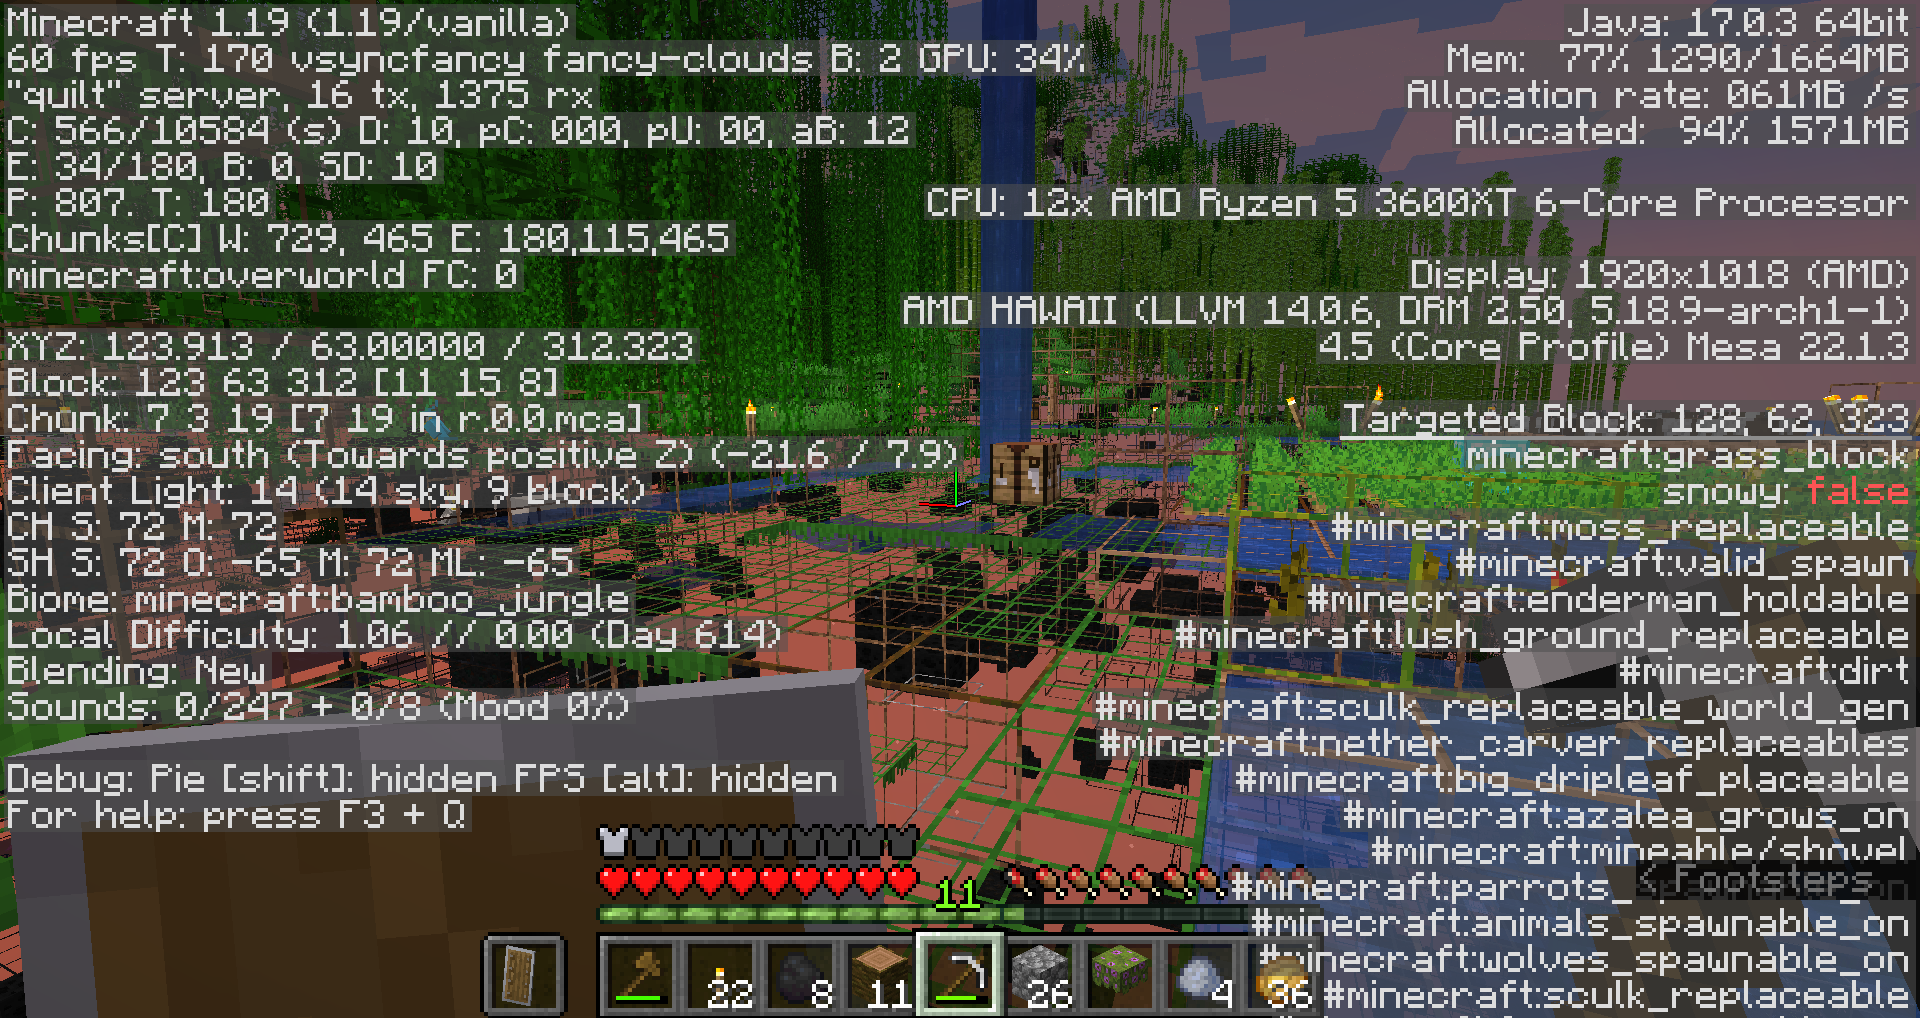 Minecraft 1.19 (1.19/vanilla)
60 fps T: 170 vsyncfancy fancy-clouds B: 2 GPU: 34%
"quilt" server, 16 tx, 1375 rx
C: 566/10584 (s) D: 10, pC: 000, pU: 00, aB: 12
E: 34/180, B: 0, SD: 10
P: 807. T: 180
Chunks[C] W: 729, 465 E: 180,115,465
minecraft:overworld FC: 0
XYZ: 123.913 / 63.00000 / 312.323
Block: 123 63 312 [11 15 8]
Chunk: 7 3 19 [7 19 in r.0.0.mca]
Facing: south (Towards positive Z) (-21.6 / 7.9)
Client Light: 14 (14 sky, 9 block)
CH S: 72 M: 72
SH S: 72 O: -65 M: 72 ML: -65
Biome: minecraft:bamboo_jungle
Local Difficulty: 1.06 // 0.00 (Day 614)
Blending: New
Sounds: 0/247 + 0/8 (Mood 0%)
Debug: Pie [shift]: hidden FPS [alt]: hidden
For help: press F3 + Q
Java: 17.0.3 64bit
Mem: 77% 1290/1664MB
Allocation rate: 061MB /s
Allocated: 94% 1571MB
CPU: 12x AMD Ryzen 5 3600XT 6-Core Processor
Display: 1920x1018 (AMD)
AMD HAWAII (LLVM 14.0.6, DRM 2.50, 5.18.9-arch1-1)
4.5 (Core Profile) Mesa 22.1.3
Targeted Block: 128, 62, 323
minecraft:grass_block
snowy: false
#minecraft:moss_replaceable
#minecraft:valid_spawn
#minecraft:enderman_holdable
#minecraft:lush_ground_replaceable
#minecraft:dirt
#minecraft:sculk_replaceable_world_gen
#minecraft:nether_carver_replaceables
#minecraft:big_dripleaf_placeable
#minecraft:azalea_grows_on
#minecraft:mineable/shovel
#minecraft:parrots_
< Footsteps
#minecraft:animals_spawnable_on
#minecraft:wolves_spawnable_on
#minecraft:sculk_replaceable
11
22
8
11
26
4
36